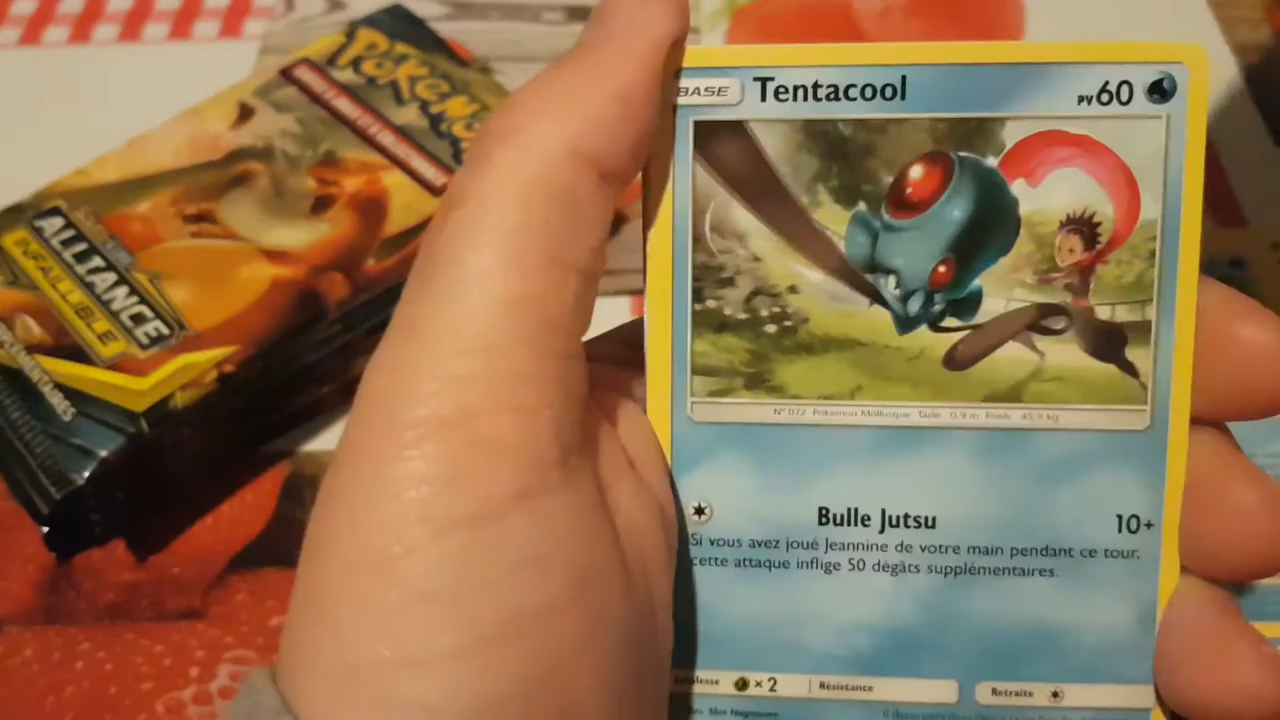 POKÉMON
ALLIANCE
INFAILLIBLE
BASE
Tentacool
PV60
N° 072 Pokémon Mollusque Taille 0.9 m Poids 45.5 kg
Bulle Jutsu
10+
Si vous avez joué Jeannine de votre main pendant ce tour,
cette attaque inflige 50 dégâts supplémentaires.
×2
Résistance
Retraite